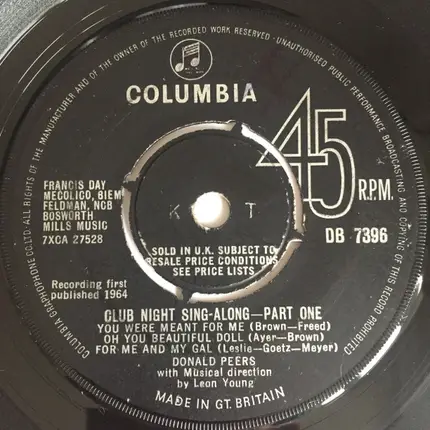 ALL RIGHTS OF THE MANUFACTURER AND OF THE OWNER OF THE RECORDED WORK RESERVED · UNAUTHORISED PUBLIC PERFORMANCE BROADCASTING AND COPYING OF THIS RECORD PROHIBITED
COLUMBIA GRAPHOPHONE CO. LTD.
COLUMBIA
45
R.P.M.
FRANCIS DAY
MECOLICO, BIEM
FELDMAN, NCB
BOSWORTH
MILLS MUSIC
7XCA 27528
K T
DB 7396
SOLD IN U.K. SUBJECT TO
RESALE PRICE CONDITIONS
SEE PRICE LISTS
Recording first
published 1964
CLUB NIGHT SING-ALONG—PART ONE
YOU WERE MEANT FOR ME (Brown—Freed)
OH YOU BEAUTIFUL DOLL (Ayer—Brown)
FOR ME AND MY GAL (Leslie—Goetz—Meyer)
DONALD PEERS
with Musical direction
by Leon Young
MADE IN GT. BRITAIN